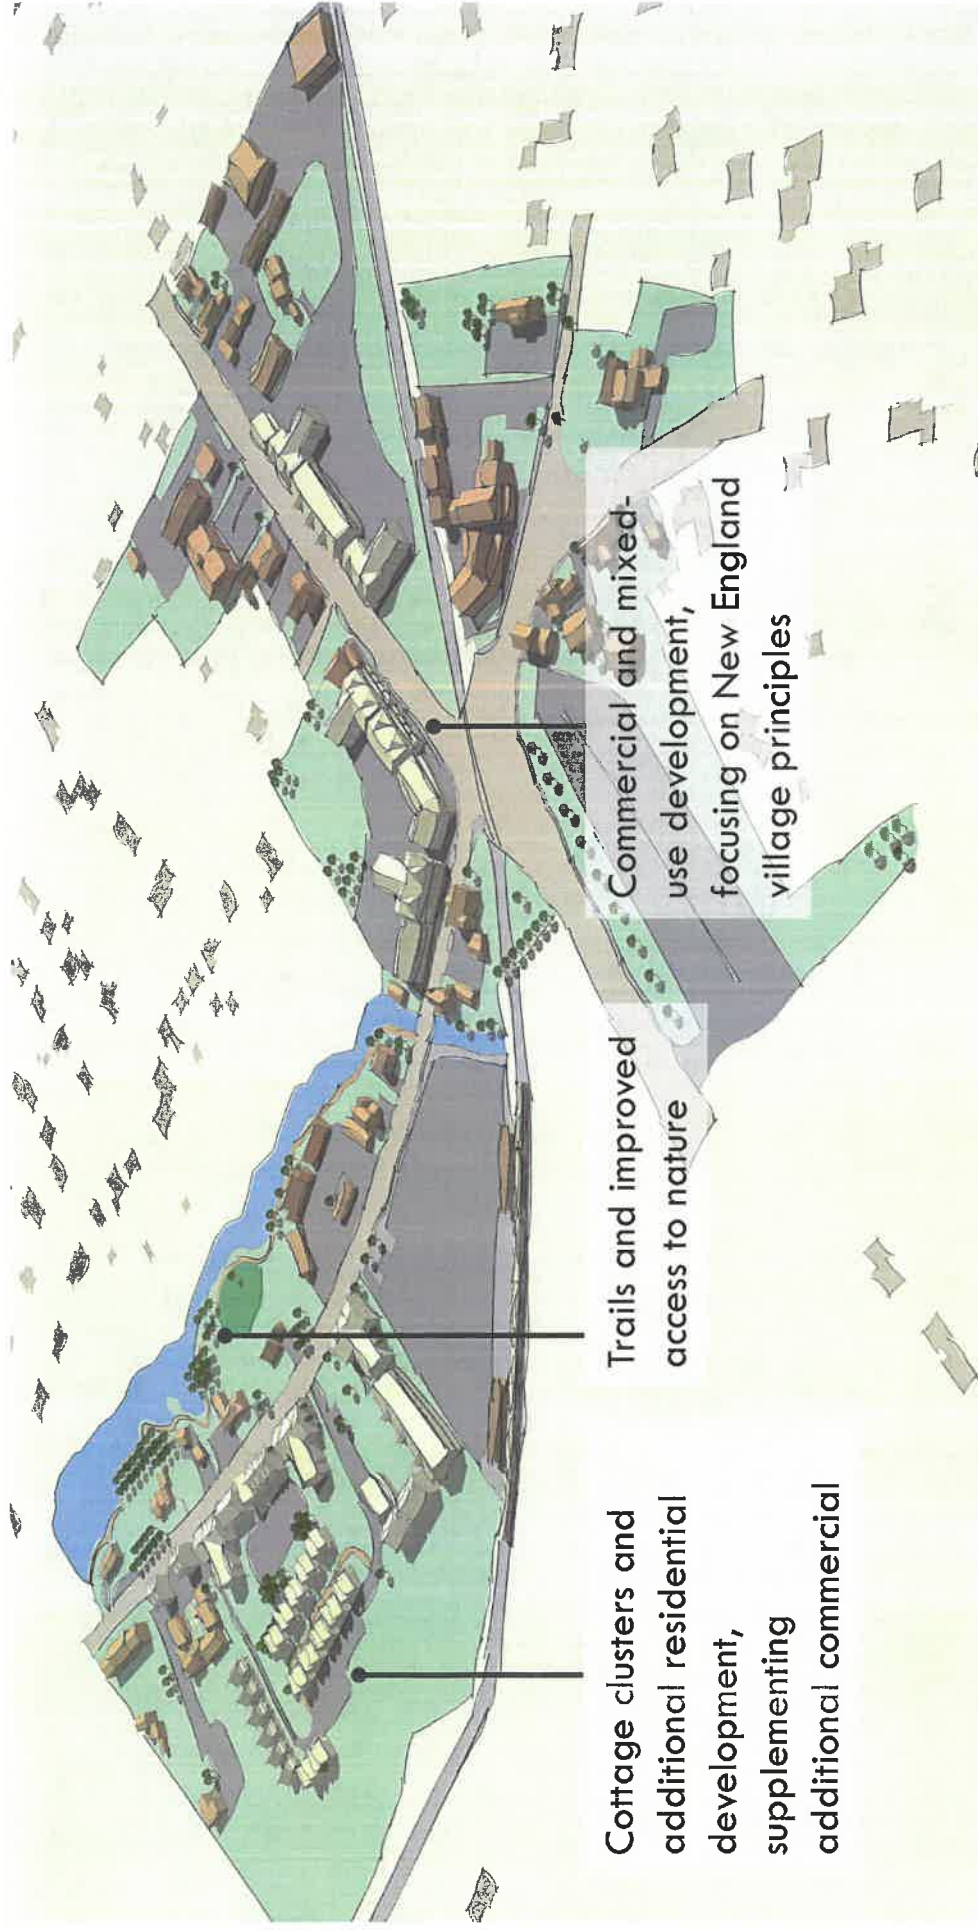 Cottage clusters and
additional residential
development,
supplementing
additional commercial
Trails and improved
access to nature
Commercial and mixed-
use development,
focusing on New England
village principles